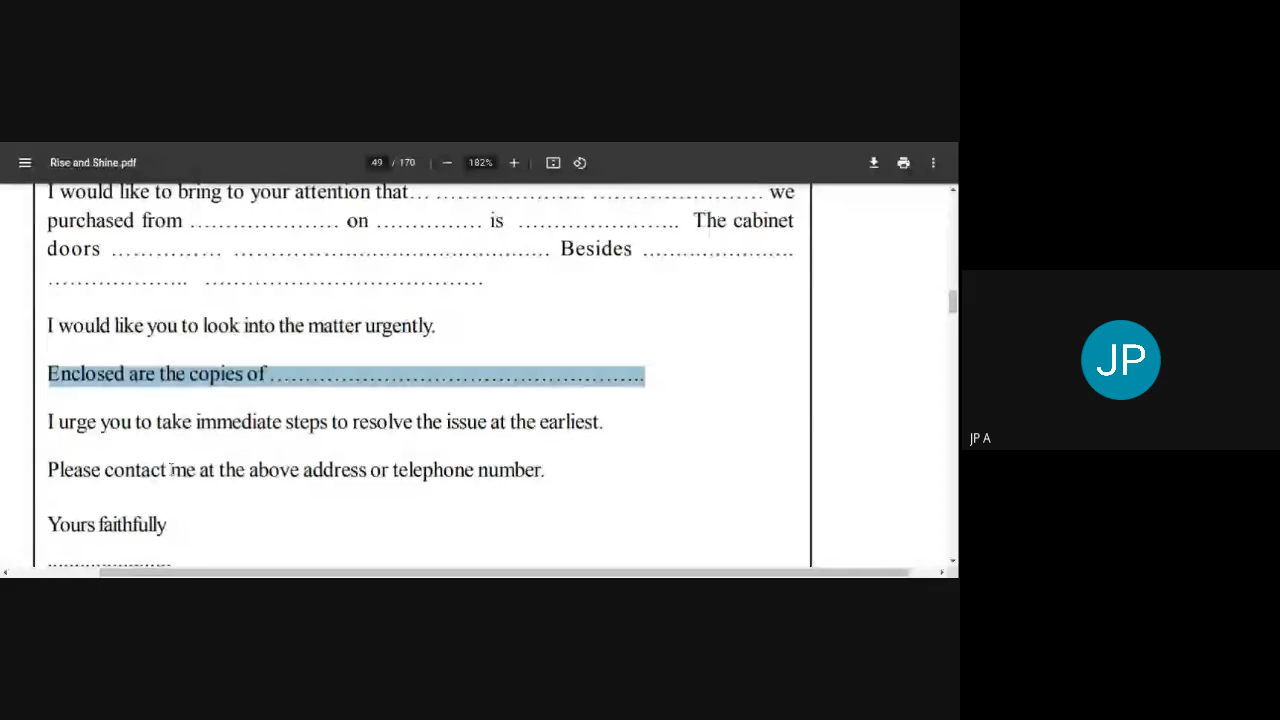 Rise and Shine.pdf
49 / 170
182%
I would like to bring to your attention that… ……………………. ……………………… we
purchased from ………………… on …………… is ………………….. The cabinet
doors …………… …………………………………… Besides …………………
……………….. …………………………………
I would like you to look into the matter urgently.
Enclosed are the copies of ……………………………………………….
I urge you to take immediate steps to resolve the issue at the earliest.
Please contact me at the above address or telephone number.
Yours faithfully
…………………
JP
JP A